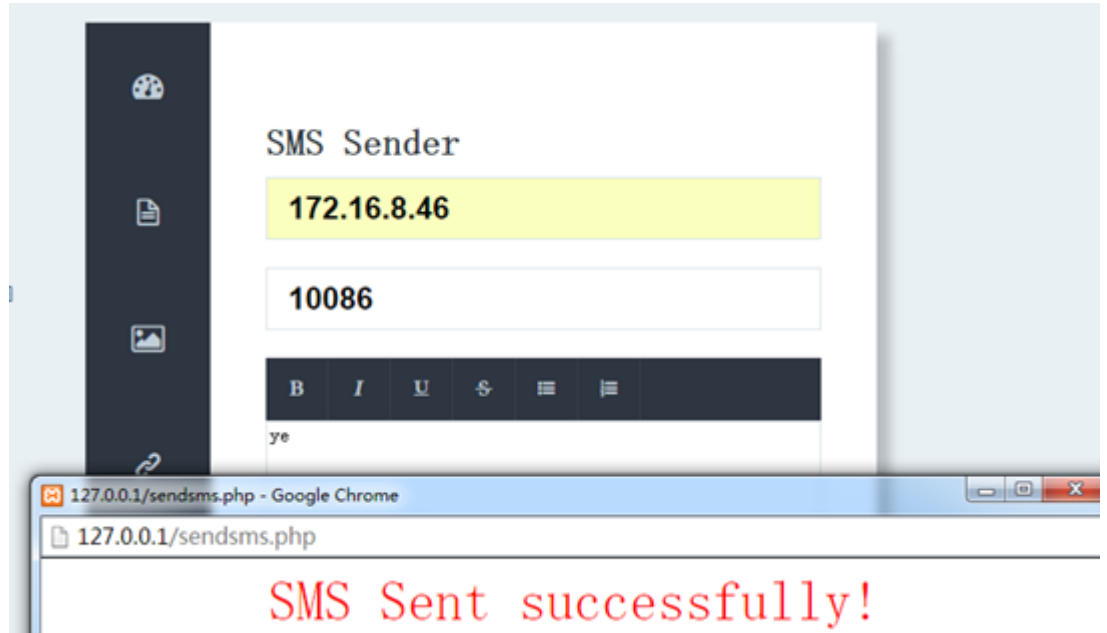 SMS Sender
172.16.8.46
10086
B I U S
ye
127.0.0.1/sendsms.php - Google Chrome
127.0.0.1/sendsms.php
SMS Sent successfully!